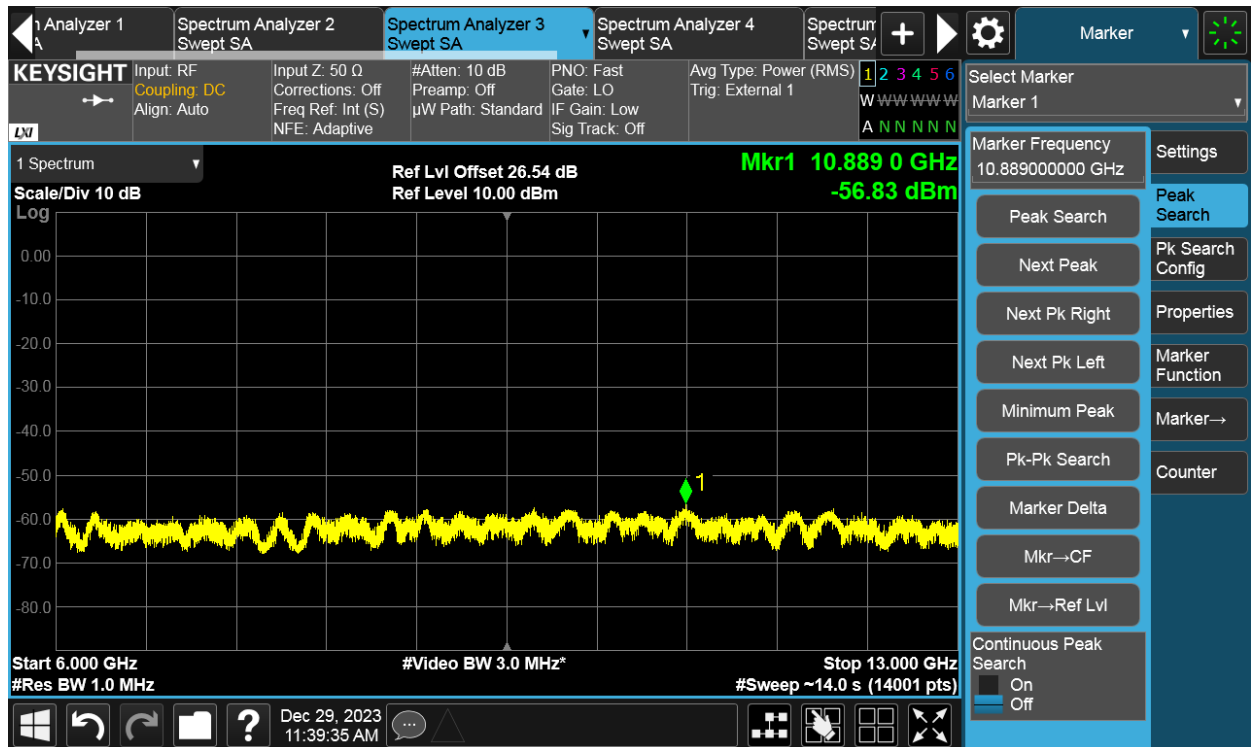 n Analyzer 1
A
Spectrum Analyzer 2
Swept SA
Spectrum Analyzer 3
Swept SA
Spectrum Analyzer 4
Swept SA
Spectrum
Swept SA
+
Marker
KEYSIGHT
LXI
Input: RF
Coupling: DC
Align: Auto
Input Z: 50 Ω
Corrections: Off
Freq Ref: Int (S)
NFE: Adaptive
#Atten: 10 dB
Preamp: Off
µW Path: Standard
PNO: Fast
Gate: LO
IF Gain: Low
Sig Track: Off
Avg Type: Power (RMS)
Trig: External 1
1 2 3 4 5 6
W W W W W W
A N N N N N
Select Marker
Marker 1
1 Spectrum
Scale/Div 10 dB
Log
Ref Lvl Offset 26.54 dB
Ref Level 10.00 dBm
Mkr1 10.889 0 GHz
-56.83 dBm
0.00
-10.0
-20.0
-30.0
-40.0
-50.0
-60.0
-70.0
-80.0
1
Start 6.000 GHz
#Res BW 1.0 MHz
#Video BW 3.0 MHz*
Stop 13.000 GHz
#Sweep ~14.0 s (14001 pts)
Marker Frequency
10.889000000 GHz
Peak Search
Next Peak
Next Pk Right
Next Pk Left
Minimum Peak
Pk-Pk Search
Marker Delta
Mkr→CF
Mkr→Ref Lvl
Continuous Peak
Search
On
Off
Settings
Peak
Search
Pk Search
Config
Properties
Marker
Function
Marker→
Counter
?
Dec 29, 2023
11:39:35 AM